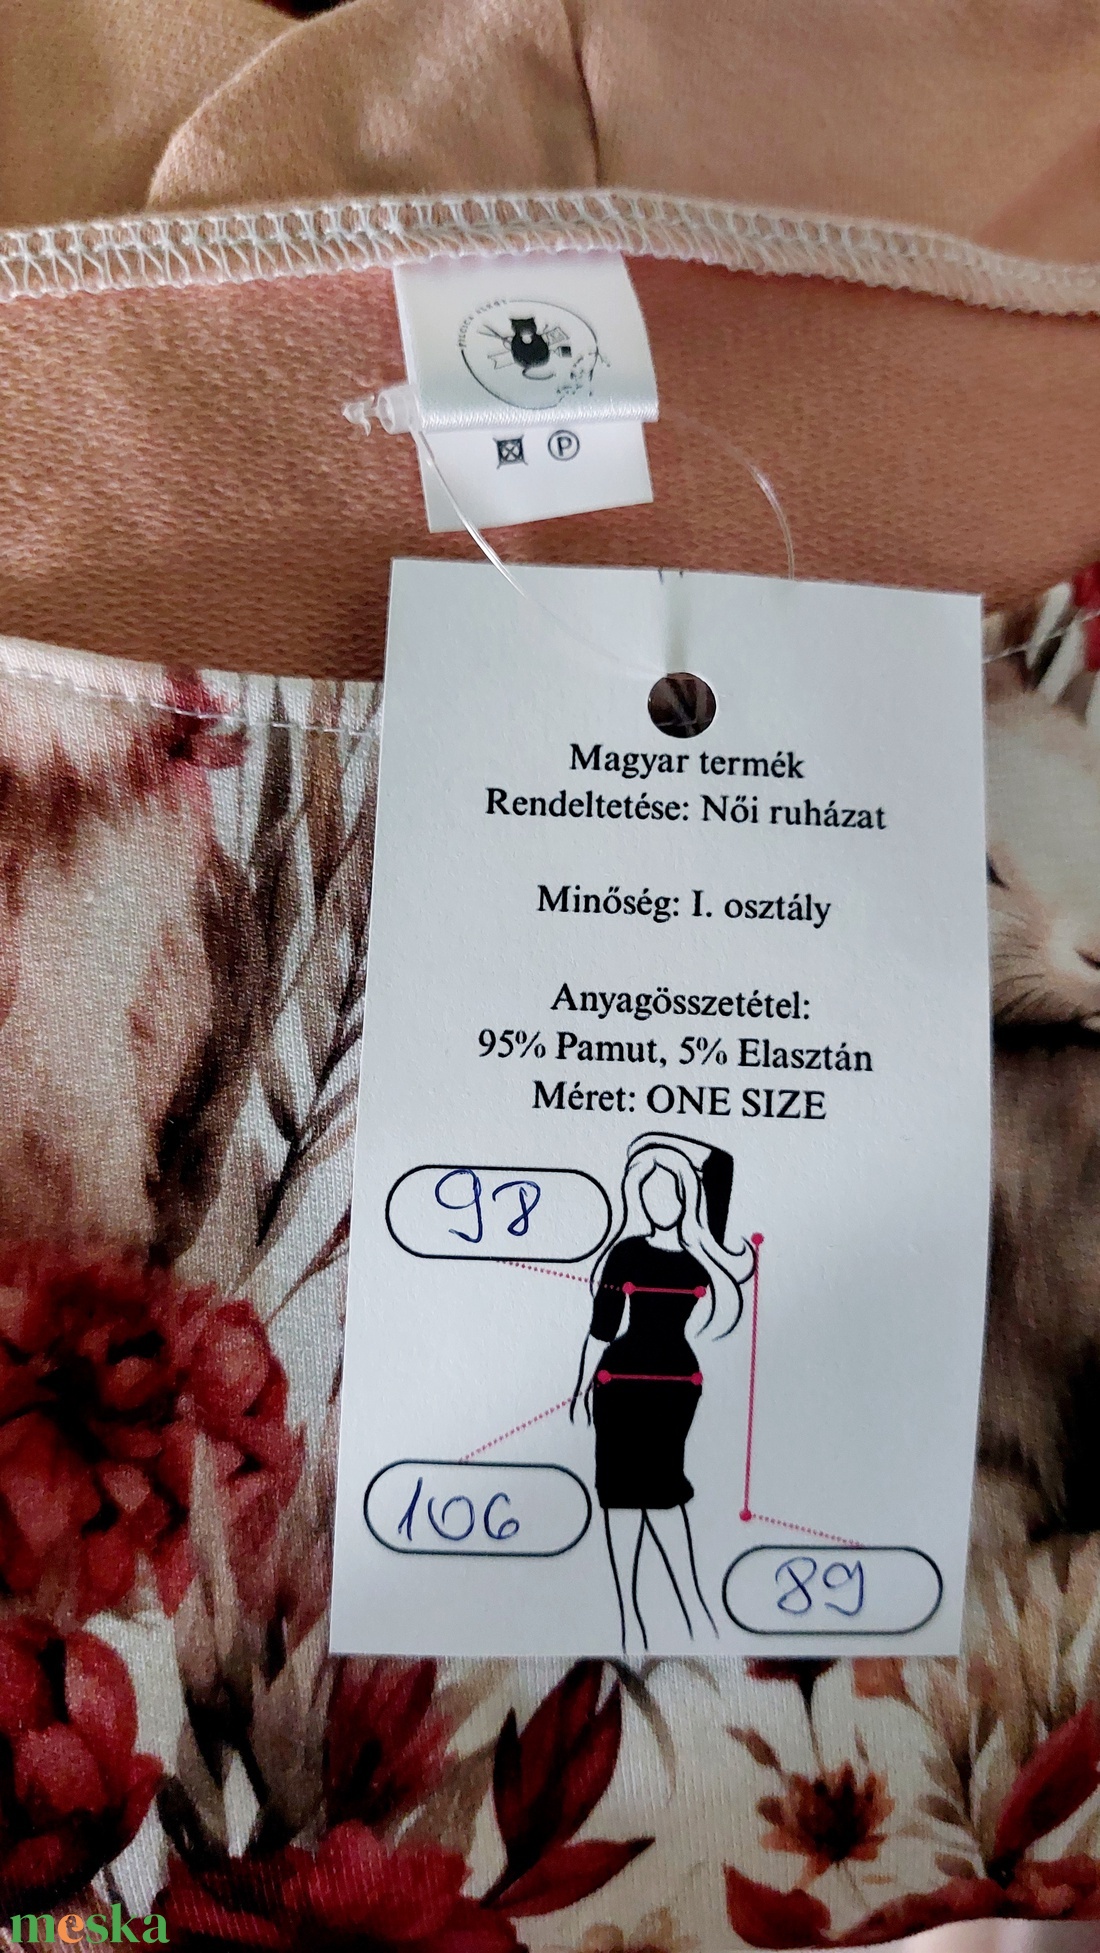 Ⓟ
Magyar termék
Rendeltetése: Női ruházat
Minőség: I. osztály
Anyagösszetétel:
95% Pamut, 5% Elasztán
Méret: ONE SIZE
98
106
89
meska